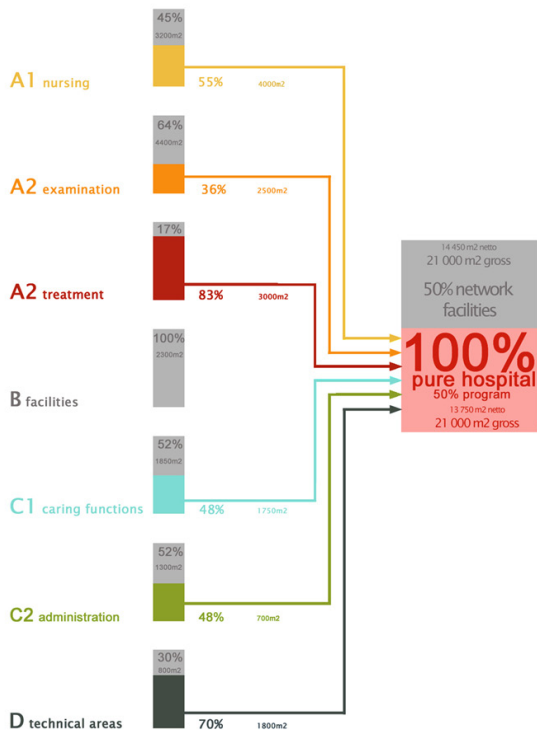 45%
3200m2
A1 nursing
55%
4000m2
64%
4400m2
A2 examination
36%
2500m2
17%
A2 treatment
83%
3000m2
100%
2300m2
B facilities
52%
1850m2
C1 caring functions
48%
1750m2
52%
1300m2
C2 administration
48%
700m2
30%
800m2
D technical areas
70%
1800m2
14 450 m2 netto
21 000 m2 gross
50% network
facilities
100%
pure hospital
50% program
13 750 m2 netto
21 000 m2 gross